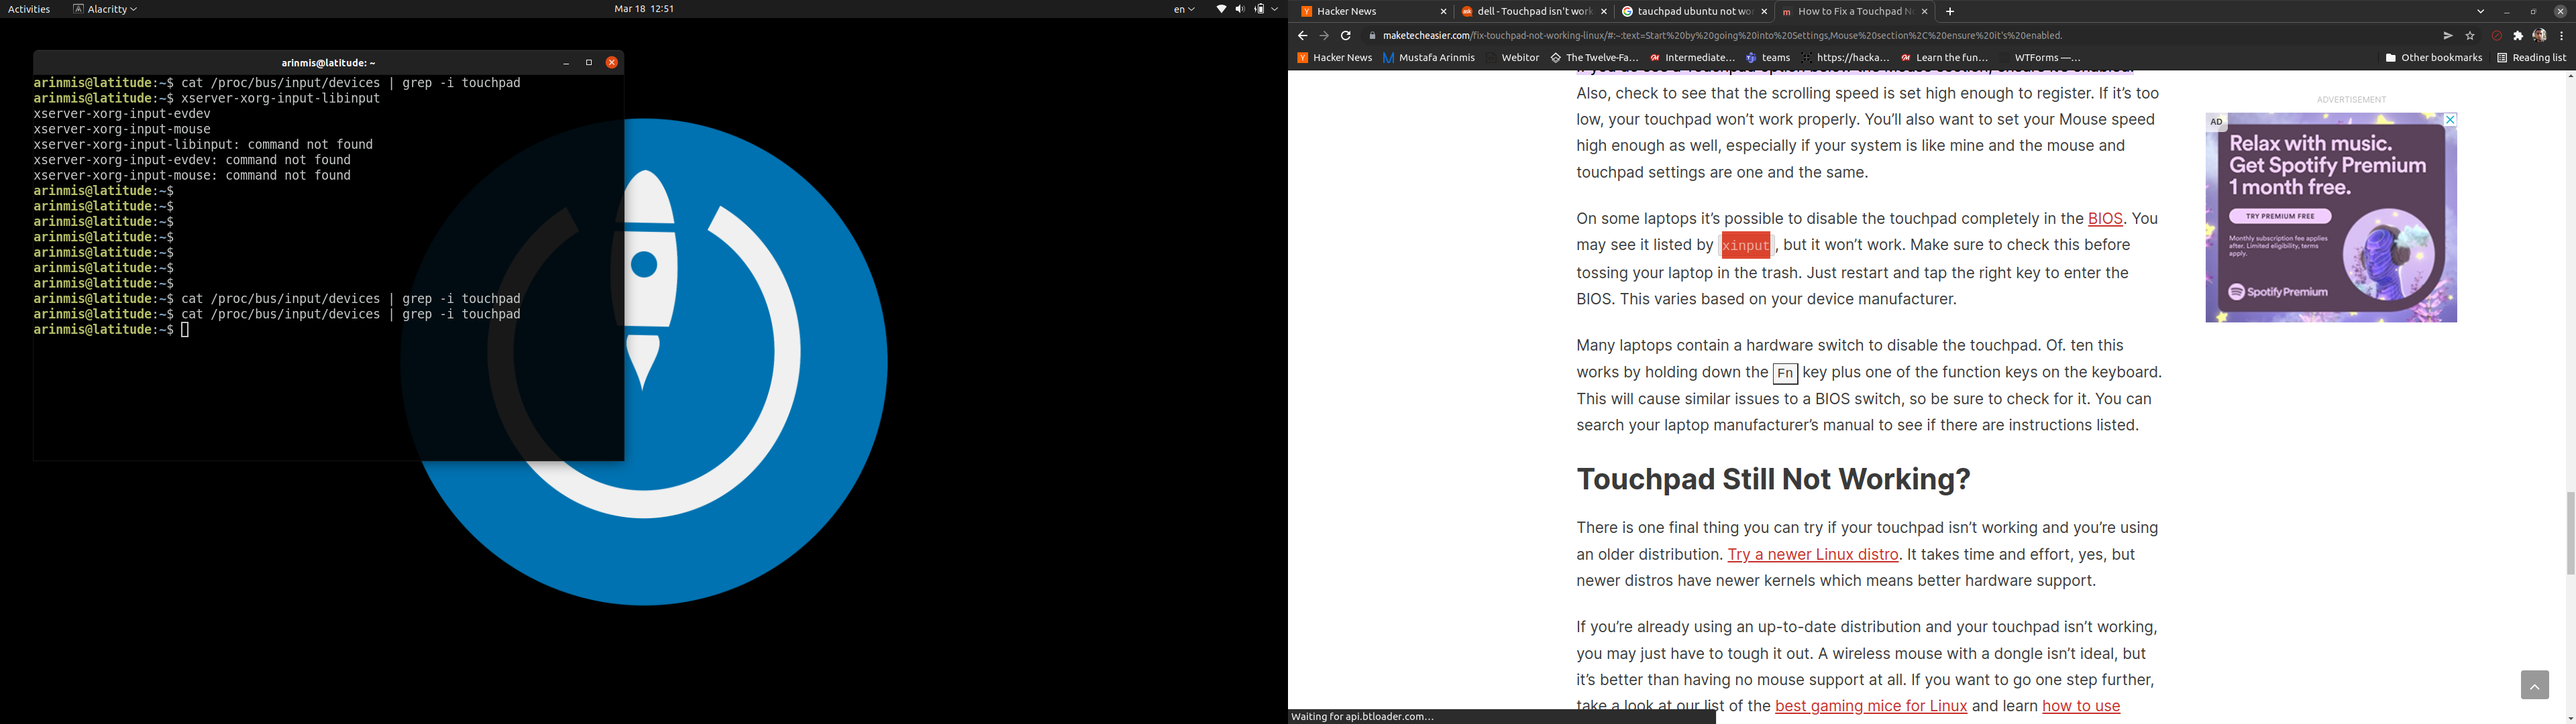 Activities
Alacritty
Mar 18 12:51
en
arinmis@latitude: ~
arinmis@latitude:~$ cat /proc/bus/input/devices | grep -i touchpad
arinmis@latitude:~$ xserver-xorg-input-libinput
xserver-xorg-input-evdev
xserver-xorg-input-mouse
xserver-xorg-input-libinput: command not found
xserver-xorg-input-evdev: command not found
xserver-xorg-input-mouse: command not found
arinmis@latitude:~$
arinmis@latitude:~$
arinmis@latitude:~$
arinmis@latitude:~$
arinmis@latitude:~$
arinmis@latitude:~$
arinmis@latitude:~$
arinmis@latitude:~$ cat /proc/bus/input/devices | grep -i touchpad
arinmis@latitude:~$ cat /proc/bus/input/devices | grep -i touchpad
arinmis@latitude:~$
Hacker News
dell - Touchpad isn't work
tauchpad ubuntu not wo
How to Fix a Touchpad N
maketecheasier.com/fix-touchpad-not-working-linux/#:~:text=Start%20by%20going%20into%20Settings,Mouse%20section%2C%20ensure%20it's%20enabled.
Hacker News
Mustafa Arinmis
Webitor
The Twelve-Fa...
Intermediate...
teams
https://hacka...
Learn the fun...
WTForms —...
Other bookmarks
Reading list
If you do see a Touchpad option below the Mouse section, ensure it's enabled.
Also, check to see that the scrolling speed is set high enough to register. If it's too
low, your touchpad won't work properly. You'll also want to set your Mouse speed
high enough as well, especially if your system is like mine and the mouse and
touchpad settings are one and the same.
On some laptops it's possible to disable the touchpad completely in the BIOS. You
may see it listed by xinput, but it won't work. Make sure to check this before
tossing your laptop in the trash. Just restart and tap the right key to enter the
BIOS. This varies based on your device manufacturer.
Many laptops contain a hardware switch to disable the touchpad. Of. ten this
works by holding down the Fn key plus one of the function keys on the keyboard.
This will cause similar issues to a BIOS switch, so be sure to check for it. You can
search your laptop manufacturer's manual to see if there are instructions listed.
Touchpad Still Not Working?
There is one final thing you can try if your touchpad isn't working and you're using
an older distribution. Try a newer Linux distro. It takes time and effort, yes, but
newer distros have newer kernels which means better hardware support.
If you're already using an up-to-date distribution and your touchpad isn't working,
you may just have to tough it out. A wireless mouse with a dongle isn't ideal, but
it's better than having no mouse support at all. If you want to go one step further,
take a look at our list of the best gaming mice for Linux and learn how to use
ADVERTISEMENT
AD
Relax with music.
Get Spotify Premium
1 month free.
TRY PREMIUM FREE
Monthly subscription fee applies
after. Limited eligibility, terms
apply.
Spotify Premium
Waiting for api.btloader.com...